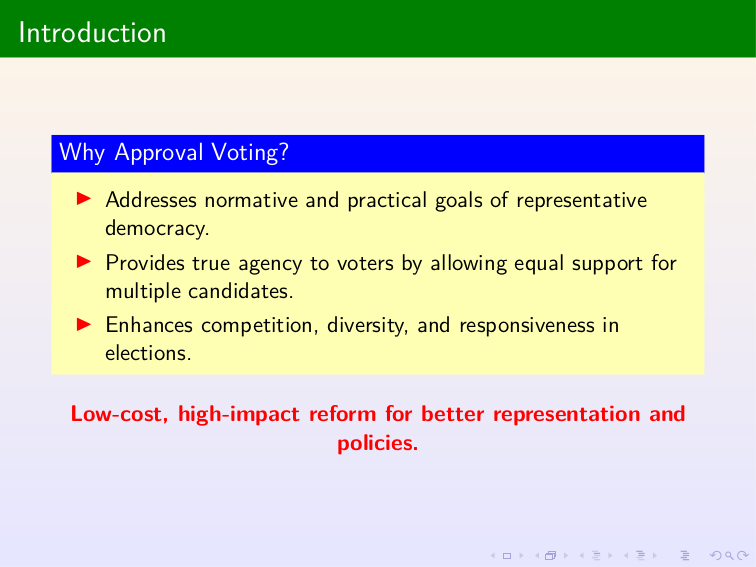 Introduction
Why Approval Voting?
Addresses normative and practical goals of representative
democracy.
Provides true agency to voters by allowing equal support for
multiple candidates.
Enhances competition, diversity, and responsiveness in
elections.
Low-cost, high-impact reform for better representation and
policies.